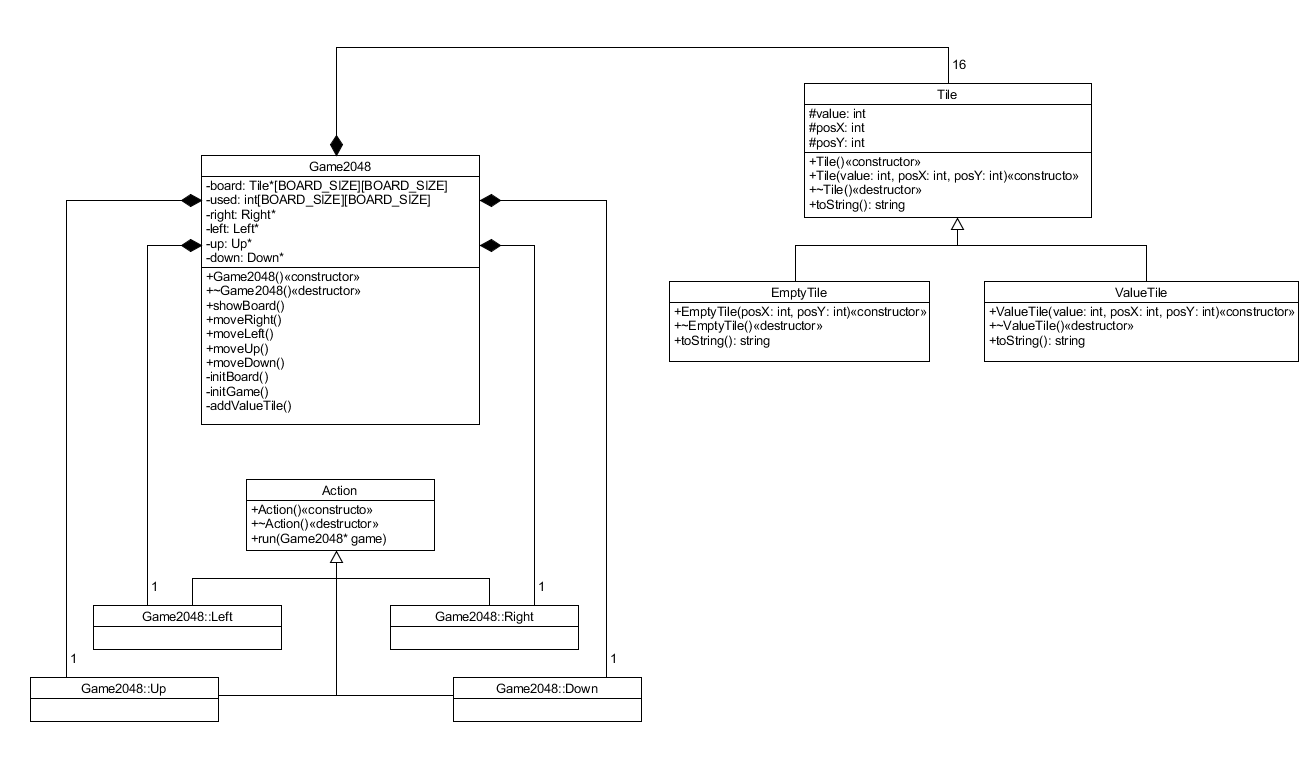 16
Tile
#value: int
#posX: int
#posY: int
+Tile()«constructor»
+Tile(value: int, posX: int, posY: int)«constructo»
+~Tile()«destructor»
+toString(): string
Game2048
-board: Tile*[BOARD_SIZE][BOARD_SIZE]
-used: int[BOARD_SIZE][BOARD_SIZE]
-right: Right*
-left: Left*
-up: Up*
-down: Down*
+Game2048()«constructor»
+~Game2048()«destructor»
+showBoard()
+moveRight()
+moveLeft()
+moveUp()
+moveDown()
-initBoard()
-initGame()
-addValueTile()
EmptyTile
+EmptyTile(posX: int, posY: int)«constructor»
+~EmptyTile()«destructor»
+toString(): string
ValueTile
+ValueTile(value: int, posX: int, posY: int)«constructor»
+~ValueTile()«destructor»
+toString(): string
Action
+Action()«constructo»
+~Action()«destructor»
+run(Game2048* game)
1
1
Game2048::Left
Game2048::Right
1
1
Game2048::Up
Game2048::Down